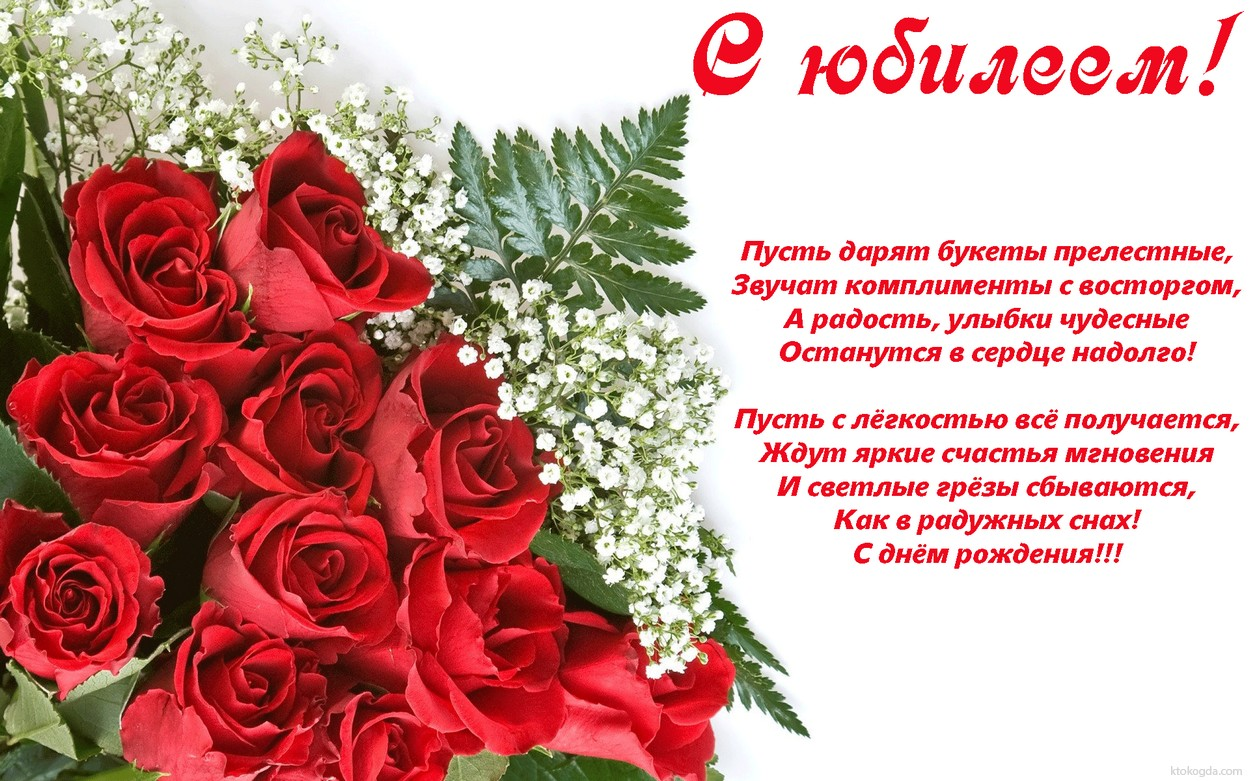 С юбилеем!
Пусть дарят букеты прелестные,
Звучат комплименты с восторгом,
А радость, улыбки чудесные
Останутся в сердце надолго!
Пусть с лёгкостью всё получается,
Ждут яркие счастья мгновения
И светлые грёзы сбываются,
Как в радужных снах!
С днём рождения!!!
ktokogda.com